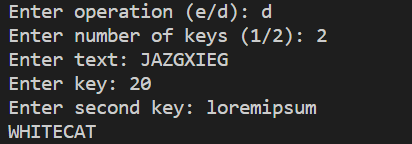 Enter operation (e/d): d
Enter number of keys (1/2): 2
Enter text: JAZGXIEG
Enter key: 20
Enter second key: loremipsum
WHITECAT